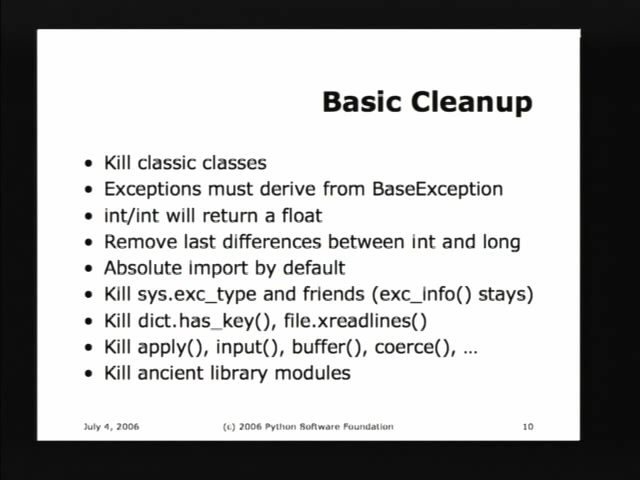 Basic Cleanup
• Kill classic classes
• Exceptions must derive from BaseException
• int/int will return a float
• Remove last differences between int and long
• Absolute import by default
• Kill sys.exc_type and friends (exc_info() stays)
• Kill dict.has_key(), file.xreadlines()
• Kill apply(), input(), buffer(), coerce(), ...
• Kill ancient library modules
July 4, 2006 (c) 2006 Python Software Foundation 10